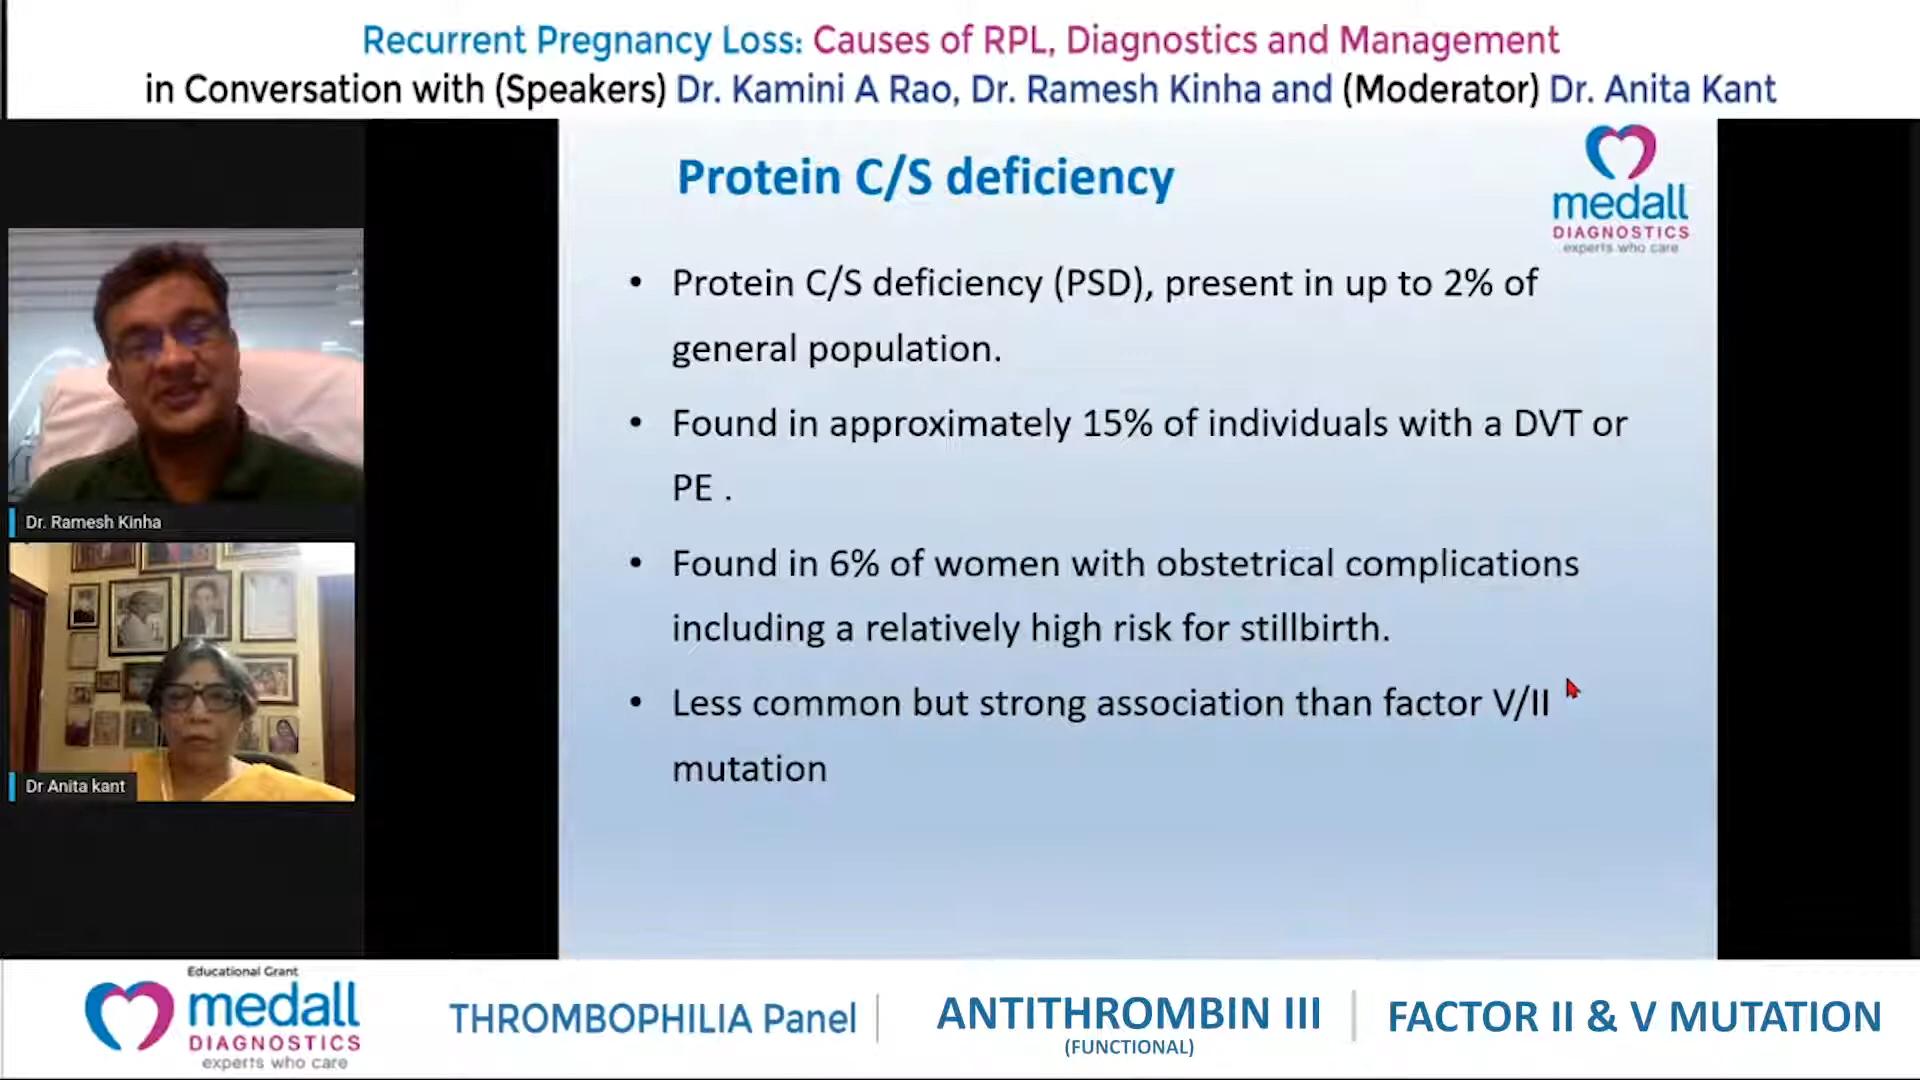 Recurrent Pregnancy Loss: Causes of RPL, Diagnostics and Management
in Conversation with (Speakers) Dr. Kamini A Rao, Dr. Ramesh Kinha and (Moderator) Dr. Anita Kant
Protein C/S deficiency
medall
DIAGNOSTICS
experts who care
• Protein C/S deficiency (PSD), present in up to 2% of
general population.
• Found in approximately 15% of individuals with a DVT or
PE .
• Found in 6% of women with obstetrical complications
including a relatively high risk for stillbirth.
• Less common but strong association than factor V/II
mutation
Dr. Ramesh Kinha
Dr Anita kant
Educational Grant
medall
DIAGNOSTICS
experts who care
THROMBOPHILIA Panel
ANTITHROMBIN III
(FUNCTIONAL)
FACTOR II & V MUTATION